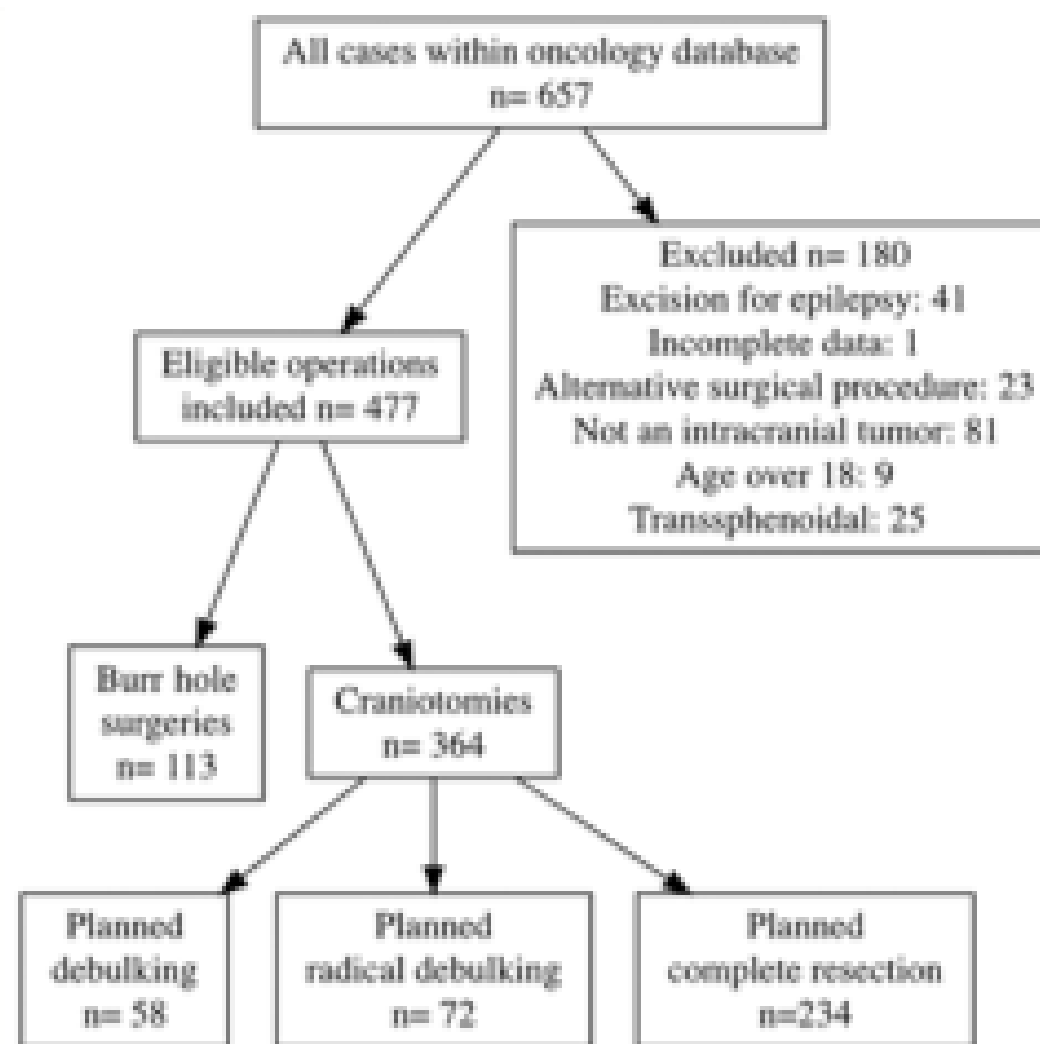 All cases within oncology database
n= 657
Excluded n= 180
Excision for epilepsy: 41
Incomplete data: 1
Alternative surgical procedure: 23
Not an intracranial tumor: 81
Age over 18: 9
Transsphenoidal: 25
Eligible operations
included n= 477
Burr hole
surgeries
n= 113
Craniotomies
n= 364
Planned
debulking
n= 58
Planned
radical debulking
n= 72
Planned
complete resection
n=234